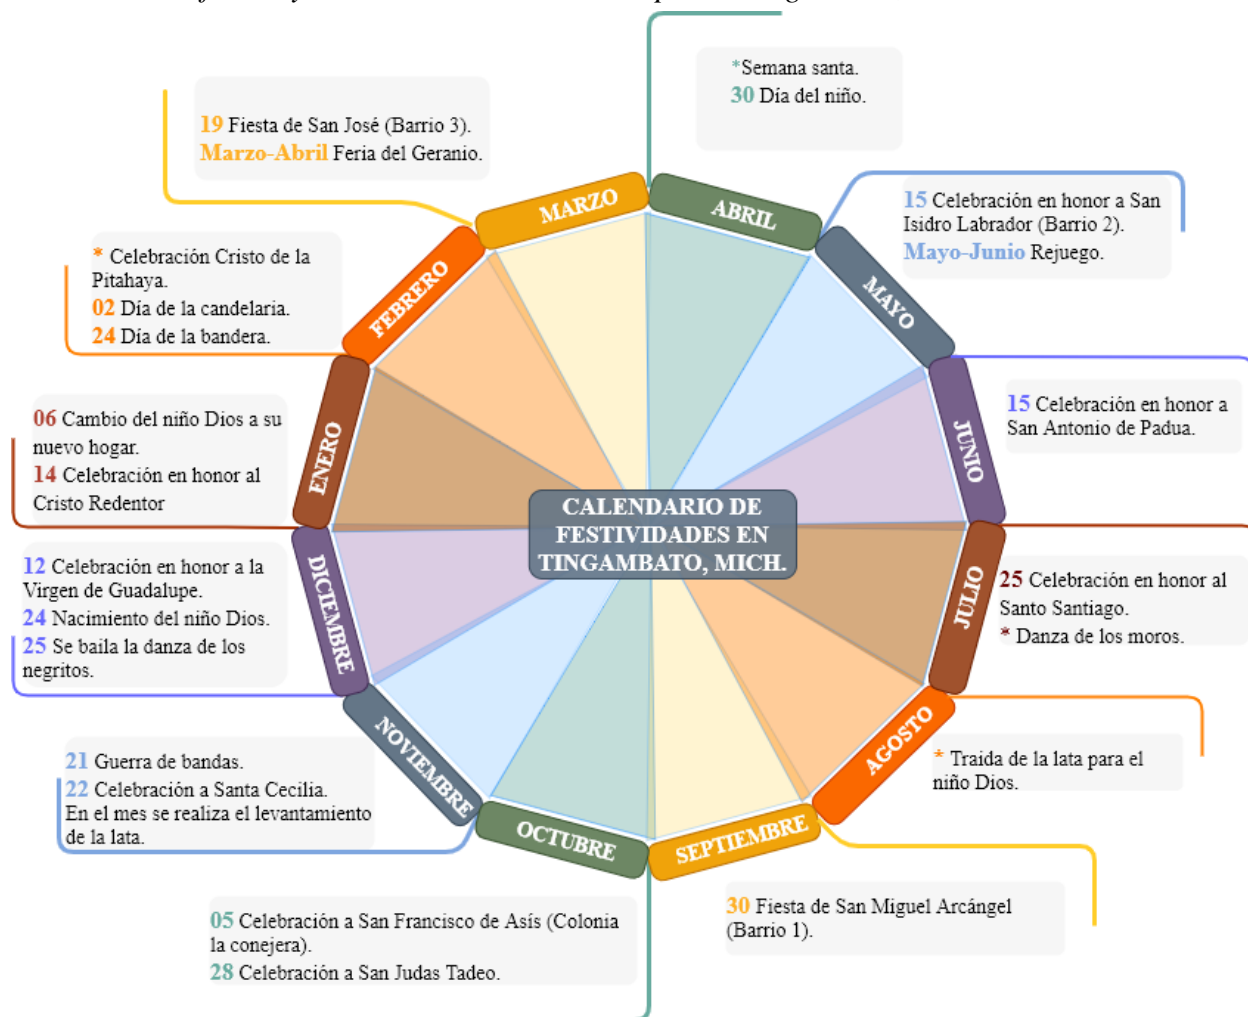 *Semana santa.
30 Día del niño.
19 Fiesta de San José (Barrio 3).
Marzo-Abril Feria del Geranio.
MARZO
ABRIL
15 Celebración en honor a San
Isidro Labrador (Barrio 2).
Mayo-Junio Rejuego.
* Celebración Cristo de la
Pitahaya.
02 Día de la candelaria.
24 Día de la bandera.
FEBRERO
MAYO
06 Cambio del niño Dios a su
nuevo hogar.
14 Celebración en honor al
Cristo Redentor
ENERO
JUNIO
15 Celebración en honor a
San Antonio de Padua.
CALENDARIO DE
FESTIVIDADES EN
TINGAMBATO, MICH.
12 Celebración en honor a la
Virgen de Guadalupe.
24 Nacimiento del niño Dios.
25 Se baila la danza de los
negritos.
DICIEMBRE
JULIO
25 Celebración en honor al
Santo Santiago.
* Danza de los moros.
21 Guerra de bandas.
22 Celebración a Santa Cecilia.
En el mes se realiza el levantamiento
de la lata.
NOVIEMBRE
AGOSTO
* Traida de la lata para el
niño Dios.
OCTUBRE
SEPTIEMBRE
05 Celebración a San Francisco de Asís (Colonia
la conejera).
28 Celebración a San Judas Tadeo.
30 Fiesta de San Miguel Arcángel
(Barrio 1).